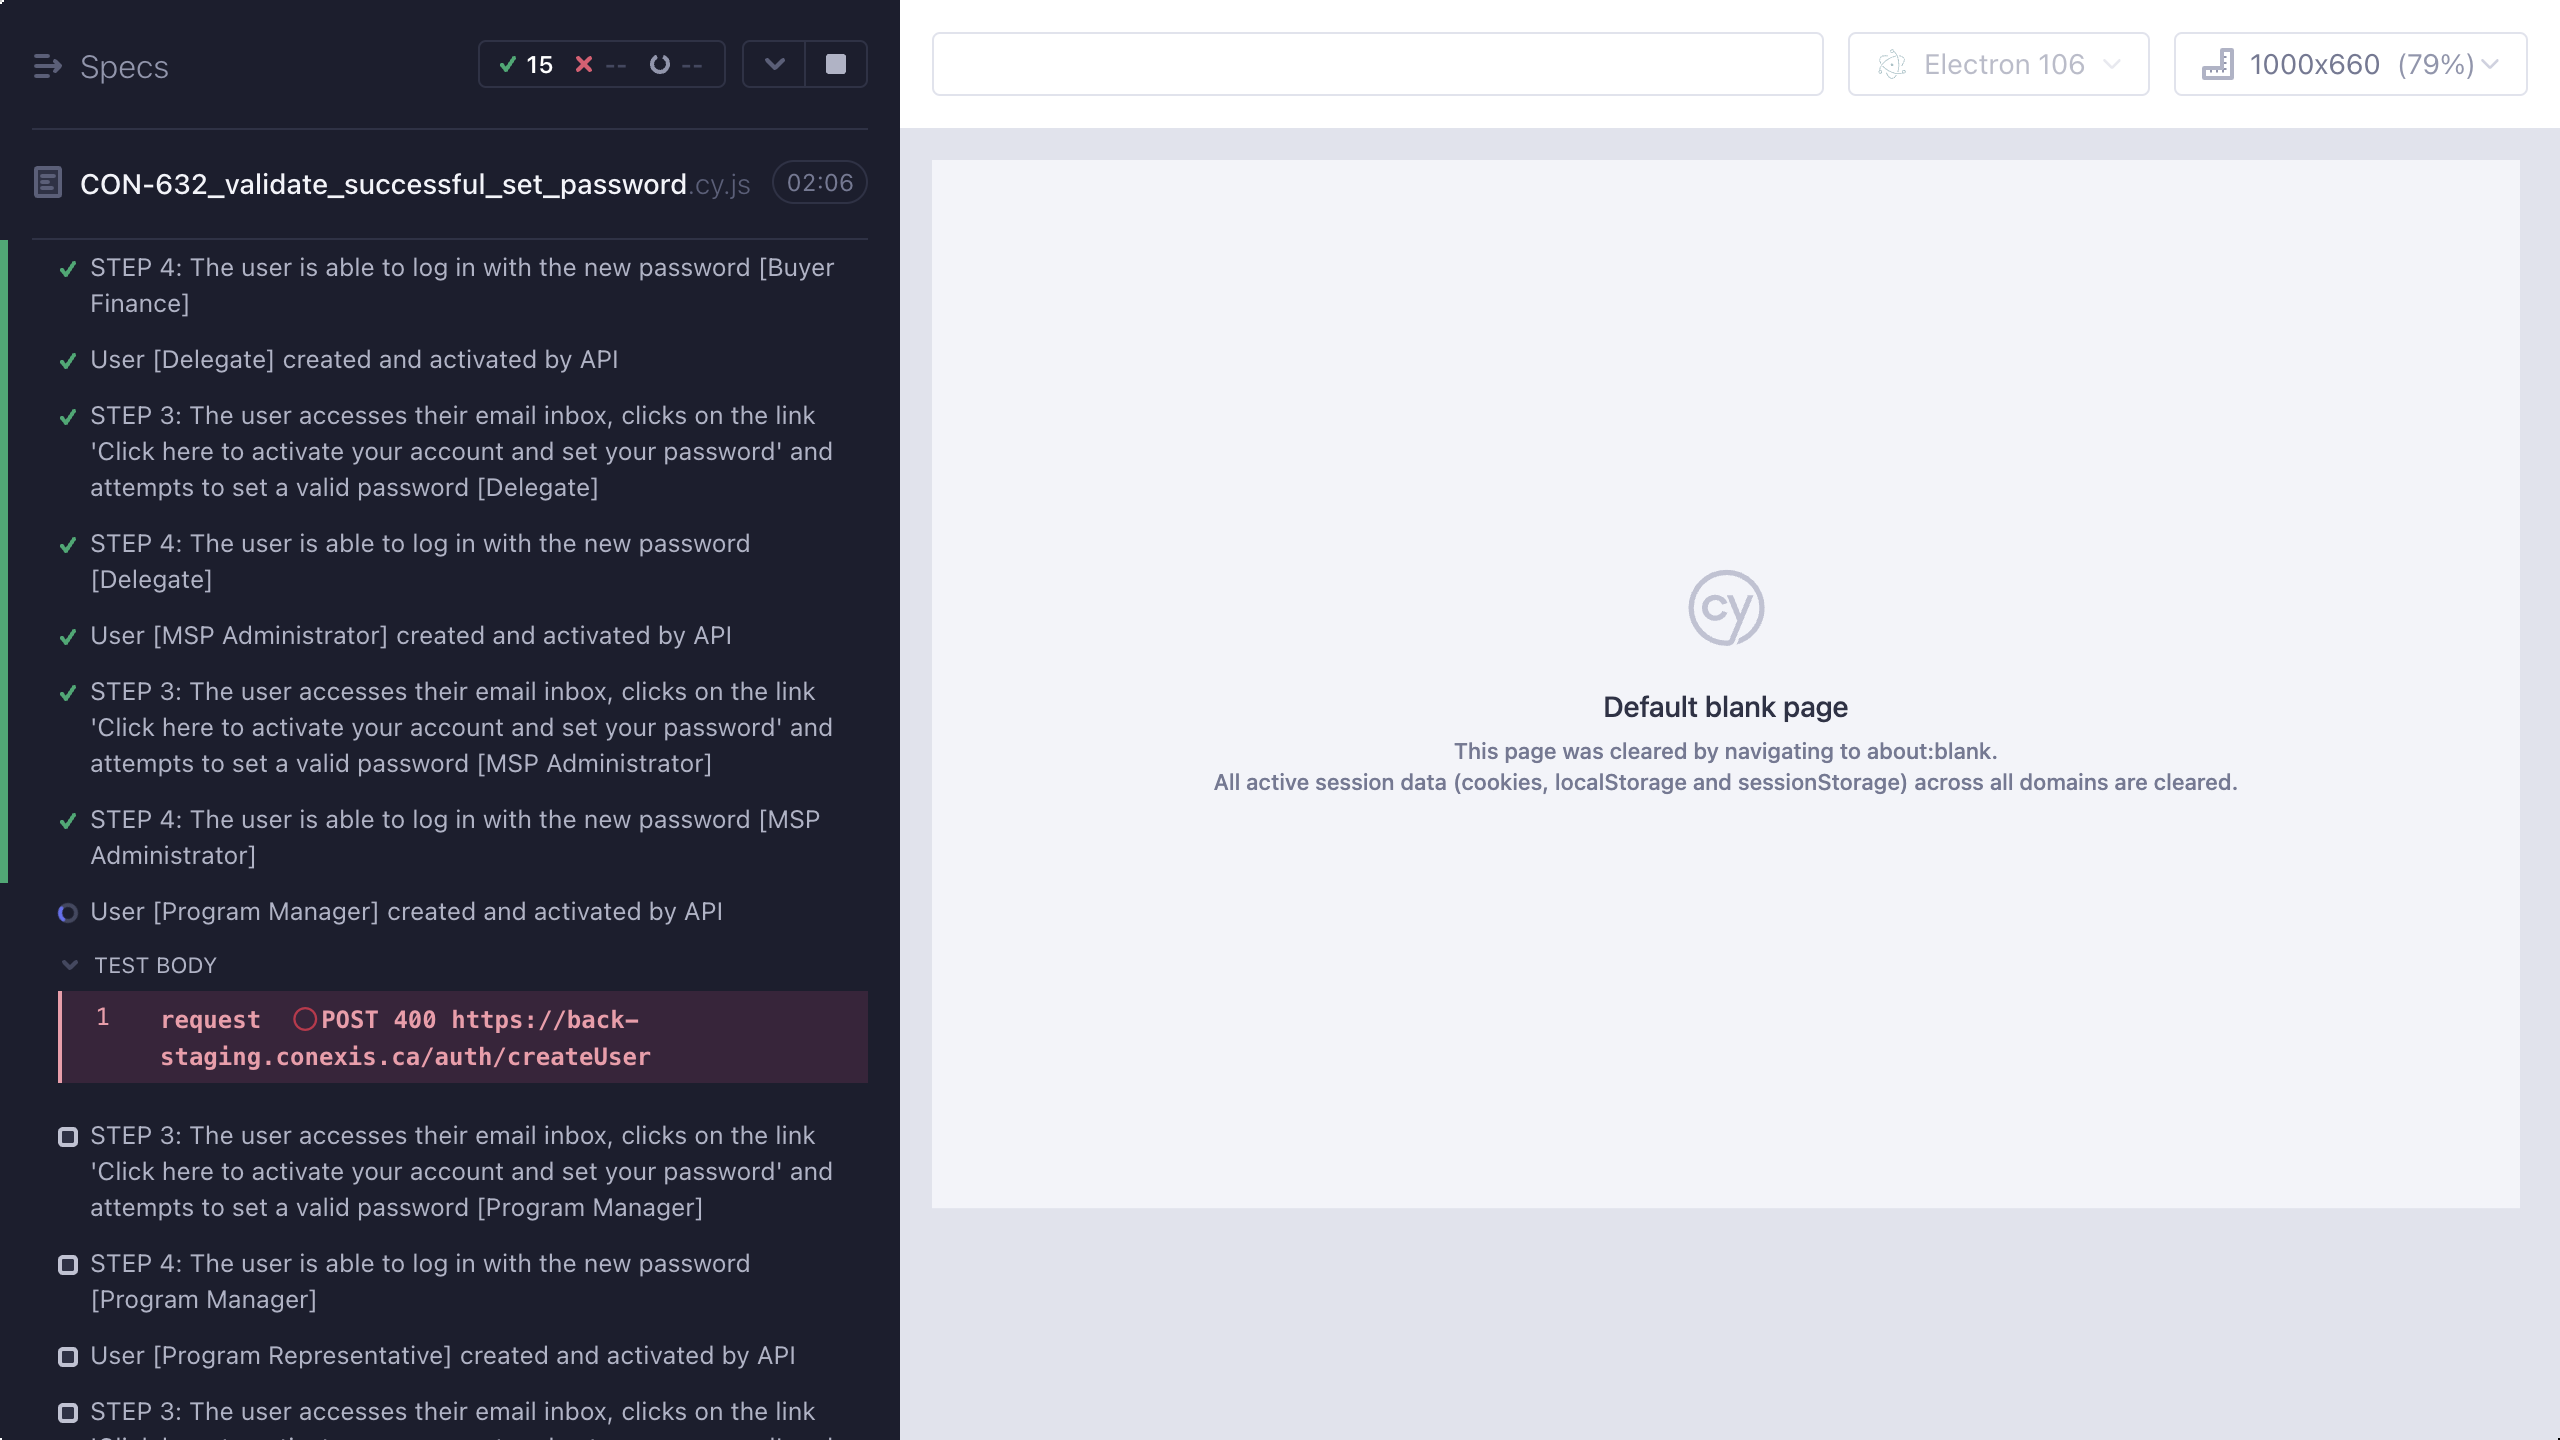 Specs
15 -- --
CON-632_validate_successful_set_password.cy.js 02:06
STEP 4: The user is able to log in with the new password [Buyer
Finance]
User [Delegate] created and activated by API
STEP 3: The user accesses their email inbox, clicks on the link
'Click here to activate your account and set your password' and
attempts to set a valid password [Delegate]
STEP 4: The user is able to log in with the new password
[Delegate]
User [MSP Administrator] created and activated by API
STEP 3: The user accesses their email inbox, clicks on the link
'Click here to activate your account and set your password' and
attempts to set a valid password [MSP Administrator]
STEP 4: The user is able to log in with the new password [MSP
Administrator]
User [Program Manager] created and activated by API
TEST BODY
1 request POST 400 https://back-
staging.conexis.ca/auth/createUser
STEP 3: The user accesses their email inbox, clicks on the link
'Click here to activate your account and set your password' and
attempts to set a valid password [Program Manager]
STEP 4: The user is able to log in with the new password
[Program Manager]
User [Program Representative] created and activated by API
STEP 3: The user accesses their email inbox, clicks on the link
Electron 106
1000x660 (79%)
cy
Default blank page
This page was cleared by navigating to about:blank.
All active session data (cookies, localStorage and sessionStorage) across all domains are cleared.